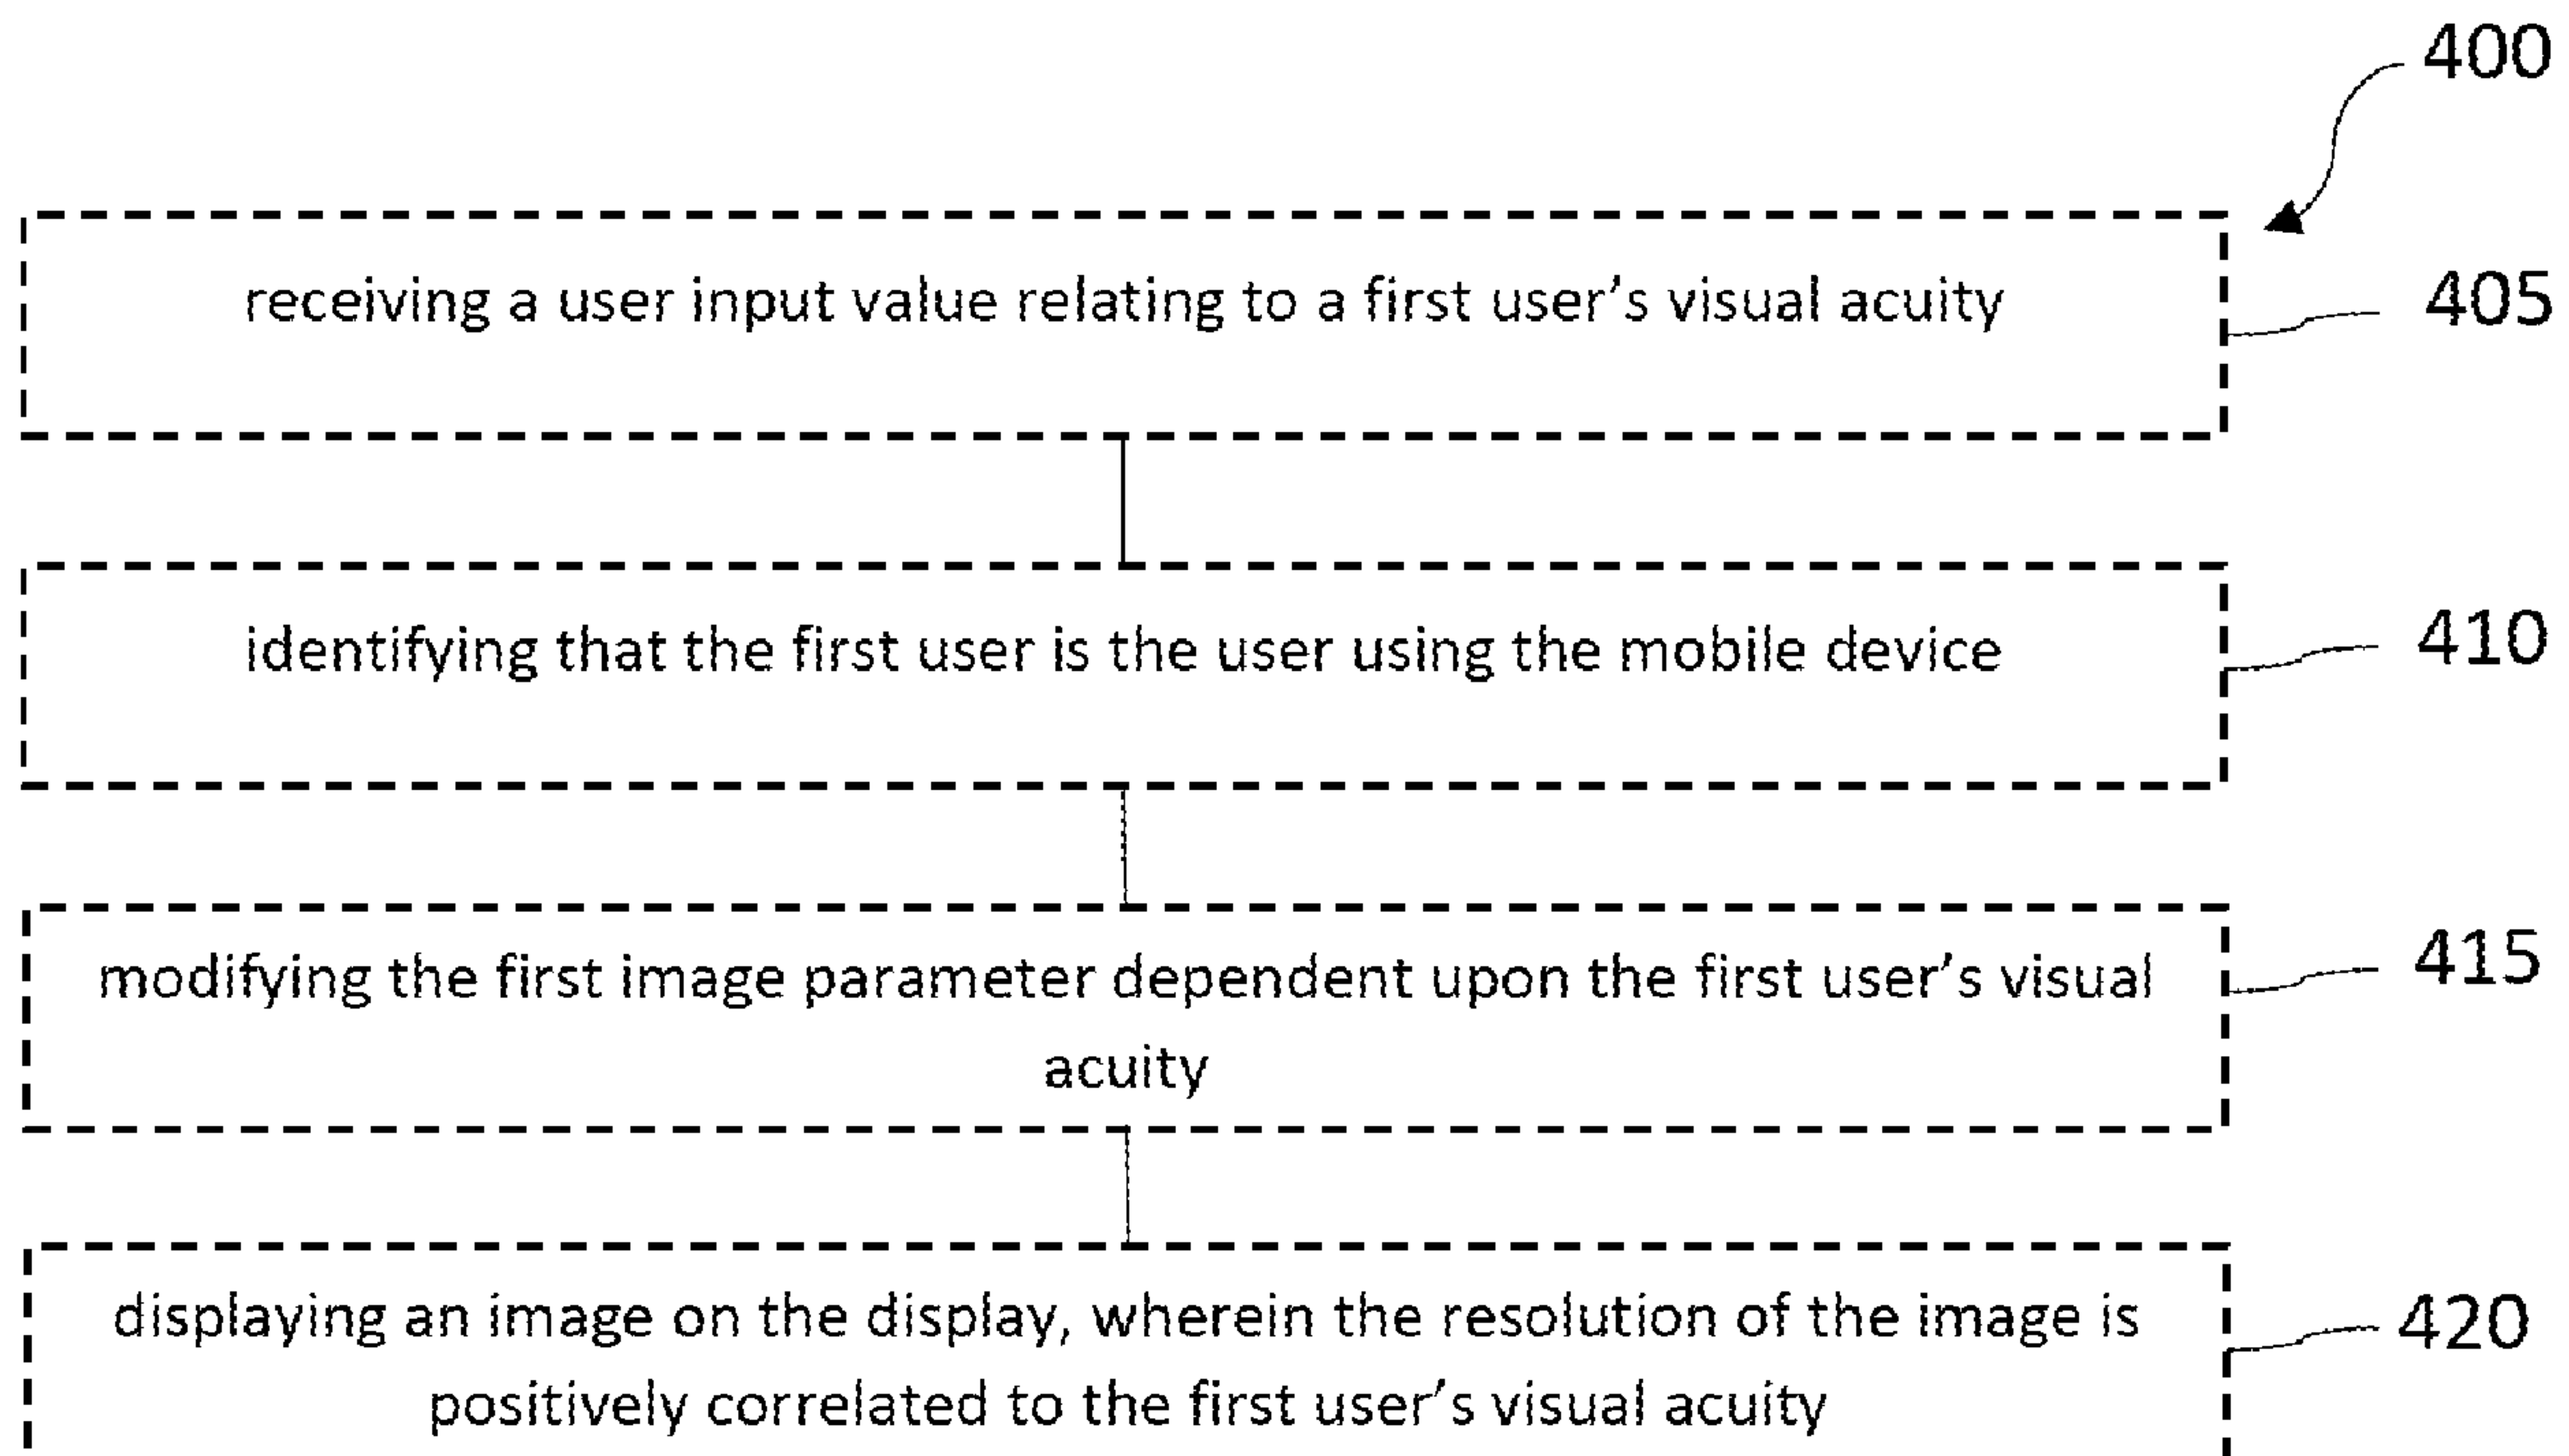 400
receiving a user input value relating to a first user's visual acuity
405
identifying that the first user is the user using the mobile device
410
modifying the first image parameter dependent upon the first user's visual
acuity
415
displaying an image on the display, wherein the resolution of the image is
positively correlated to the first user's visual acuity
420